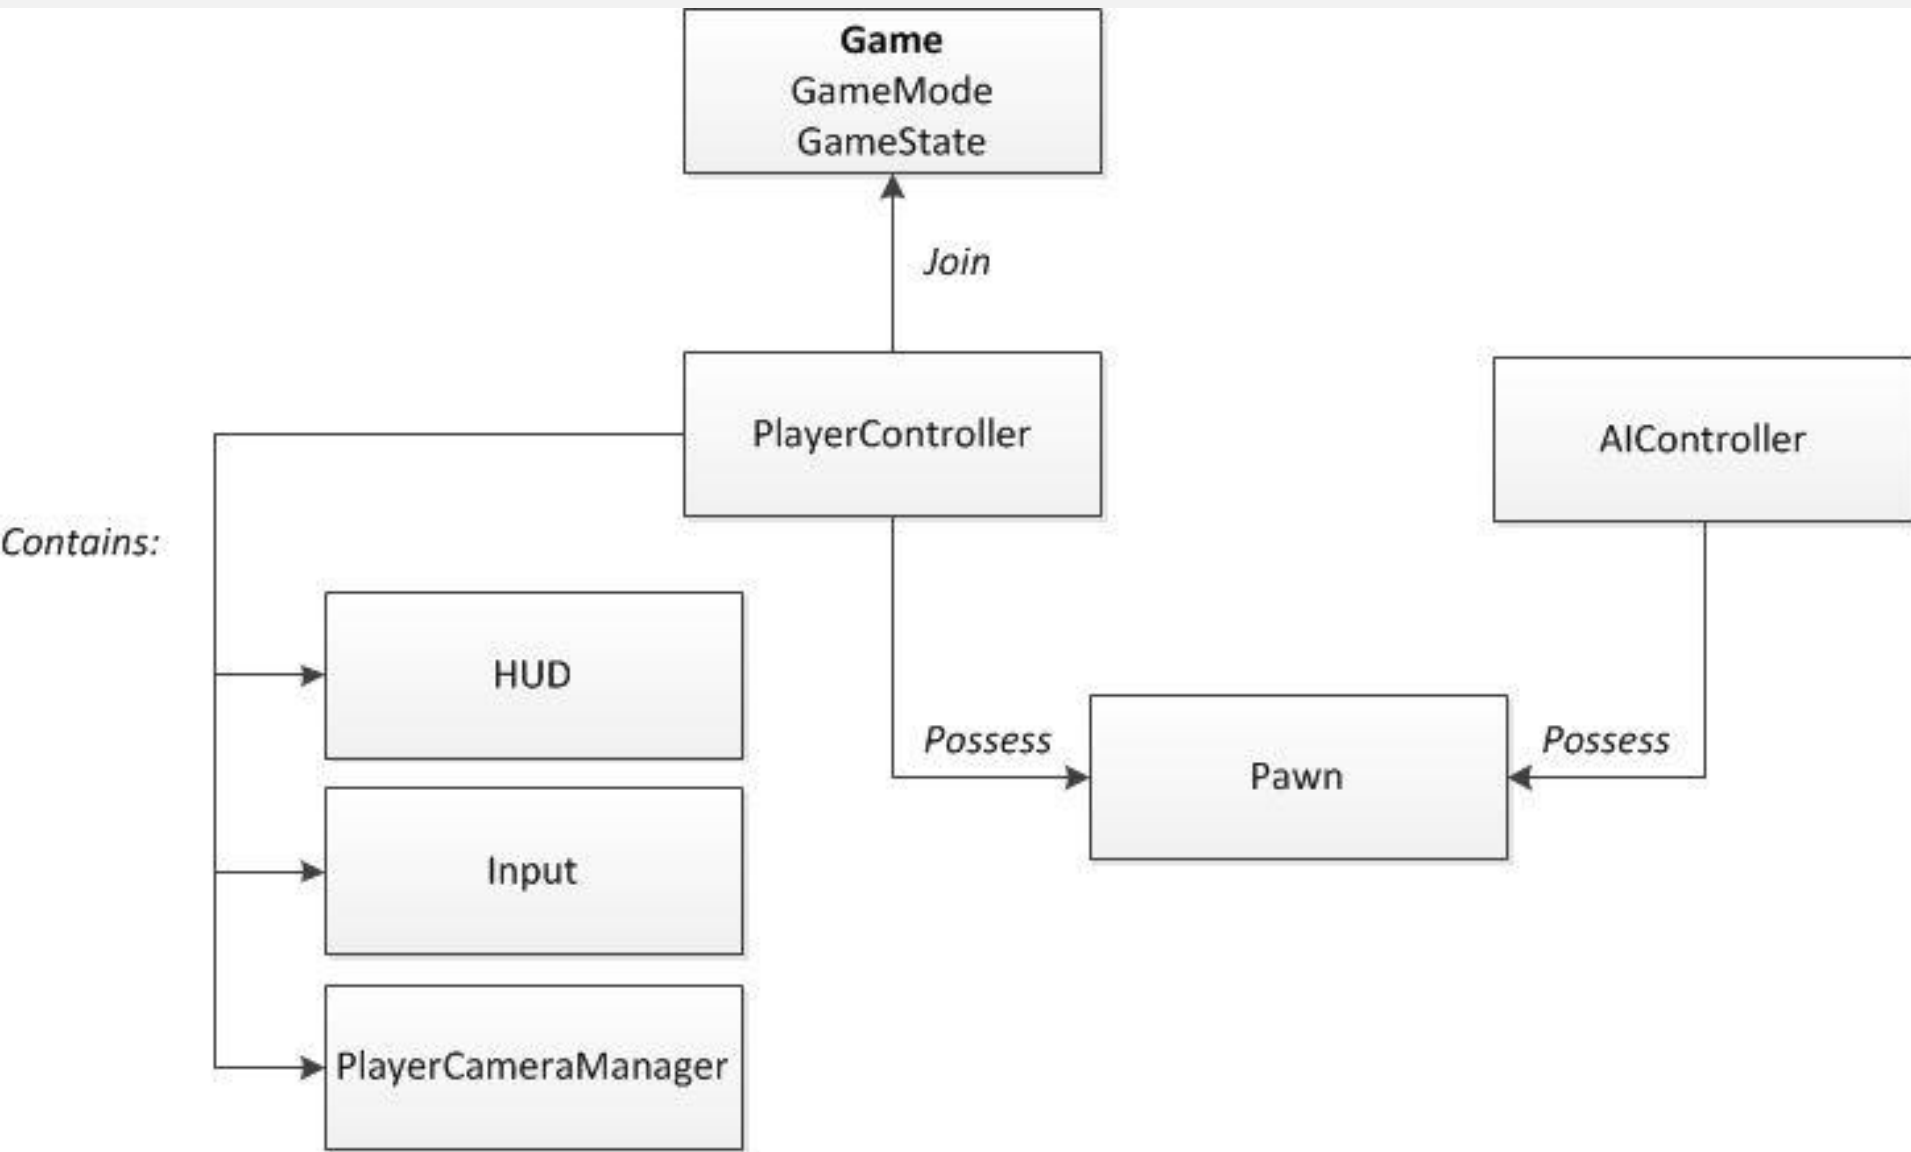 Game
GameMode
GameState
Join
PlayerController
AIController
Contains:
HUD
Possess
Possess
Pawn
Input
PlayerCameraManager